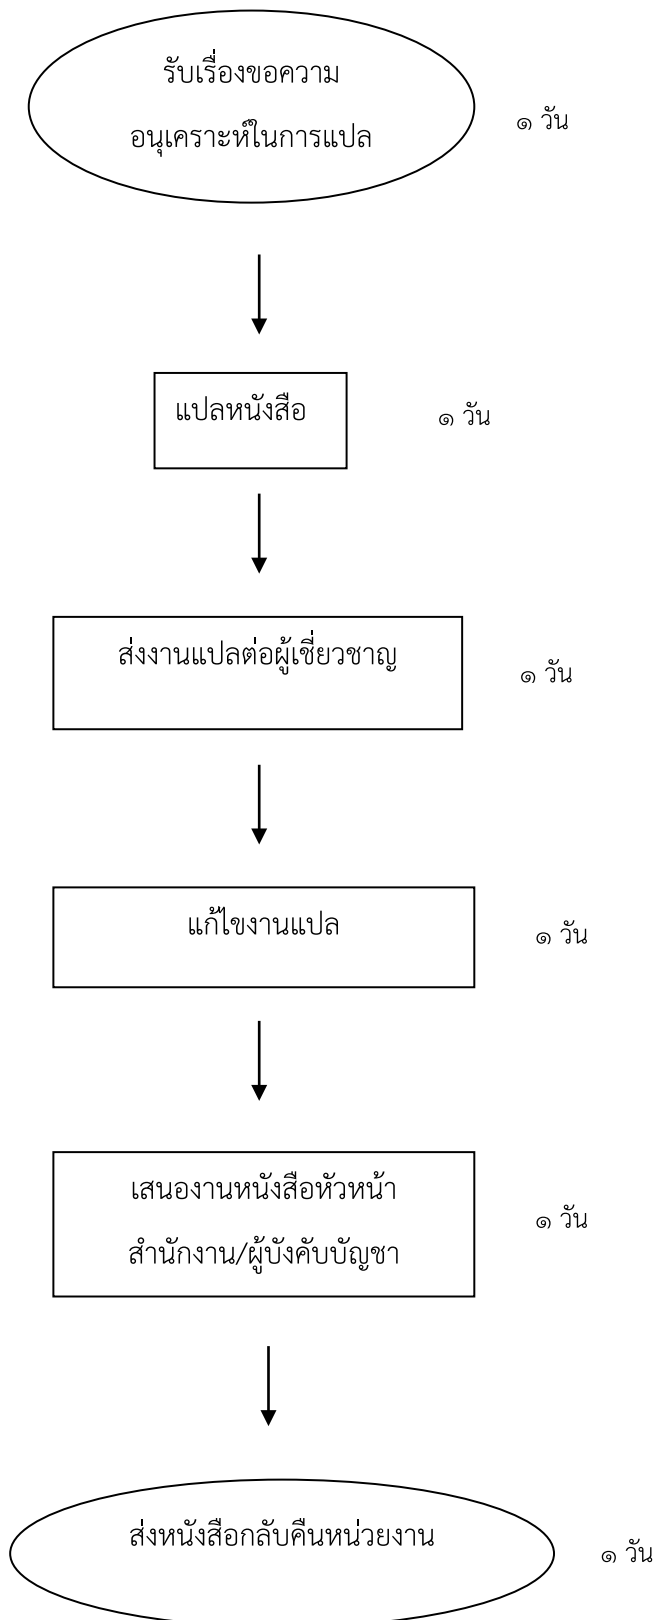 รับเรื่องขอความ
อนุเคราะห์ในการแปล
๑ วัน
แปลหนังสือ
๑ วัน
ส่งงานแปลต่อผู้เชี่ยวชาญ
๑ วัน
แก้ไขงานแปล
๑ วัน
เสนองานหนังสือหัวหน้า
สำนักงาน/ผู้บังคับบัญชา
๑ วัน
ส่งหนังสือกลับคืนหน่วยงาน
๑ วัน